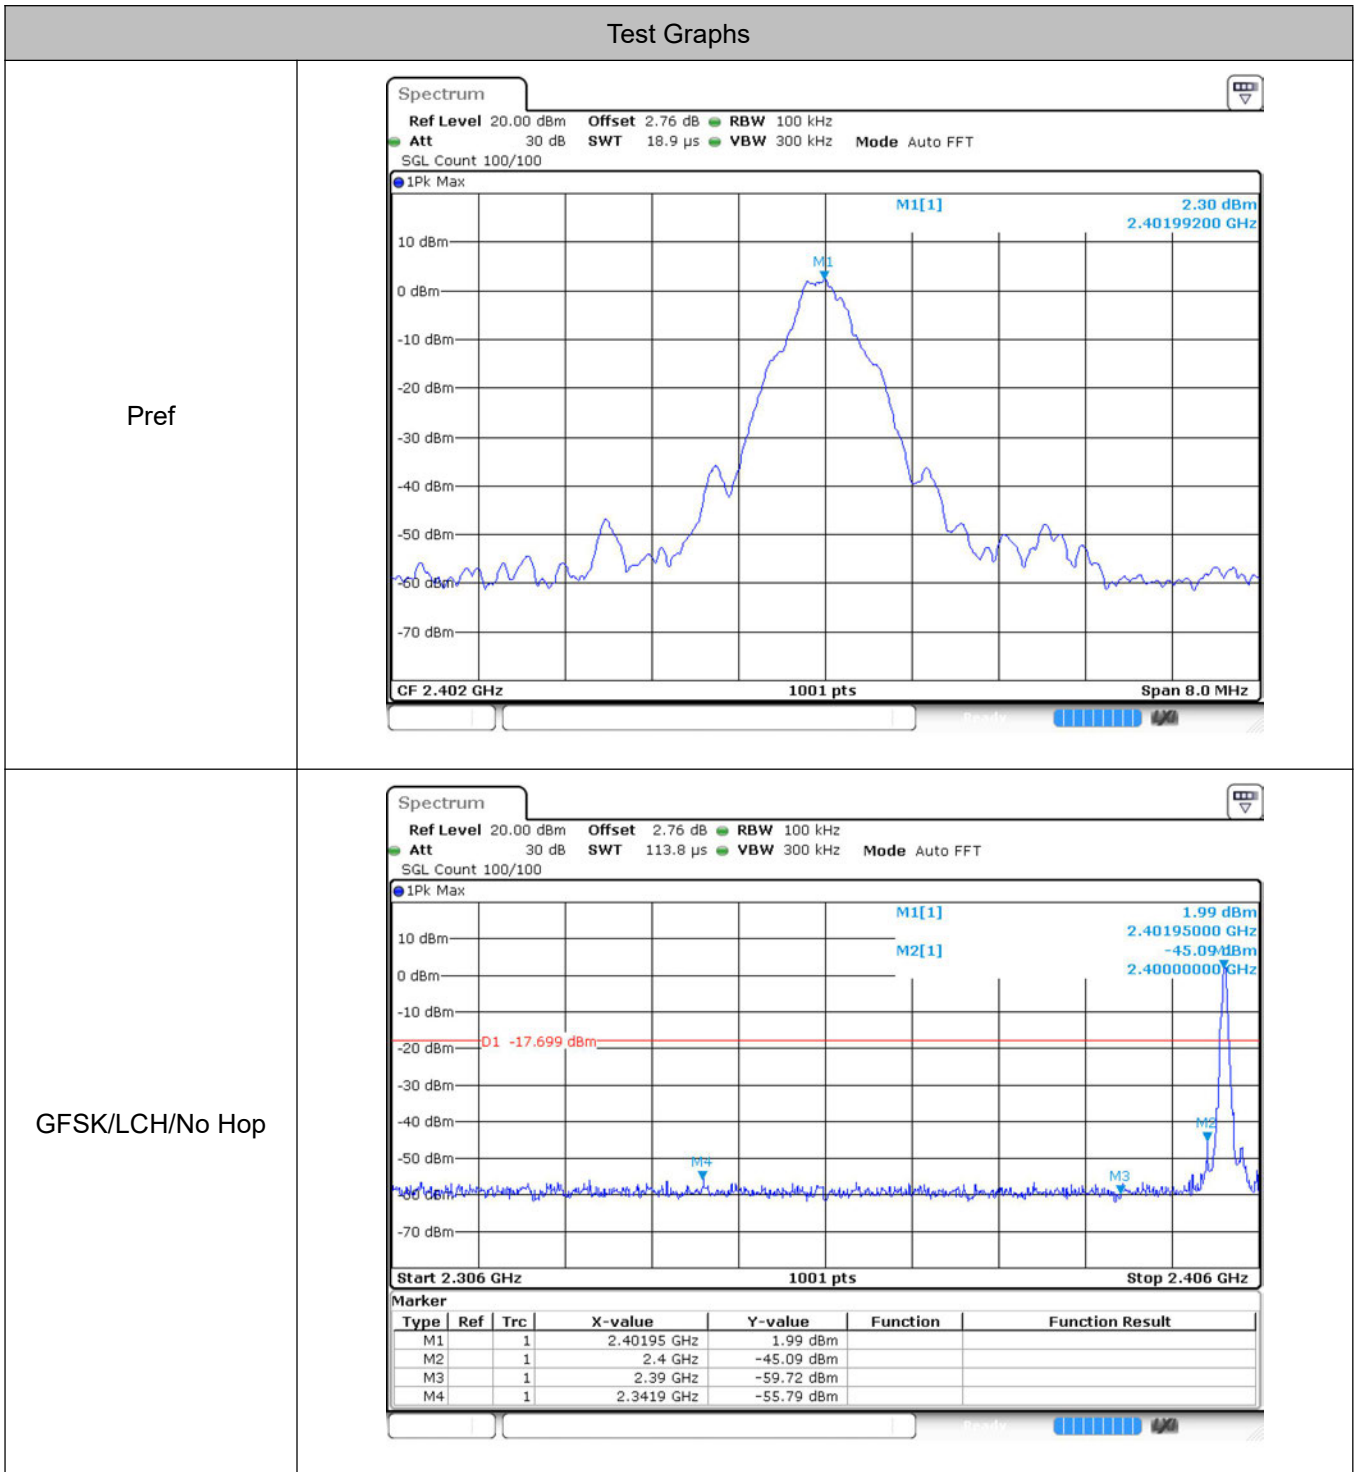 Test Graphs
Pref
Spectrum
Ref Level 20.00 dBm Offset 2.76 dB RBW 100 kHz
Att 30 dB SWT 18.9 µs VBW 300 kHz Mode Auto FFT
SGL Count 100/100
1Pk Max
M1[1] 2.30 dBm
2.40199200 GHz
10 dBm
M1
0 dBm
-10 dBm
-20 dBm
-30 dBm
-40 dBm
-50 dBm
-60 dBm
-70 dBm
CF 2.402 GHz 1001 pts Span 8.0 MHz
Ready
GFSK/LCH/No Hop
Spectrum
Ref Level 20.00 dBm Offset 2.76 dB RBW 100 kHz
Att 30 dB SWT 113.8 µs VBW 300 kHz Mode Auto FFT
SGL Count 100/100
1Pk Max
M1[1] 1.99 dBm
2.40195000 GHz
10 dBm
M2[1] -45.09 dBm
2.40000000 GHz
0 dBm
-10 dBm
D1 -17.699 dBm
-20 dBm
-30 dBm
-40 dBm
M2
-50 dBm
M4
M3
-60 dBm
-70 dBm
Start 2.306 GHz 1001 pts Stop 2.406 GHz
Marker
Type Ref Trc X-value Y-value Function Function Result
M1 1 2.40195 GHz 1.99 dBm
M2 1 2.4 GHz -45.09 dBm
M3 1 2.39 GHz -59.72 dBm
M4 1 2.3419 GHz -55.79 dBm
Ready